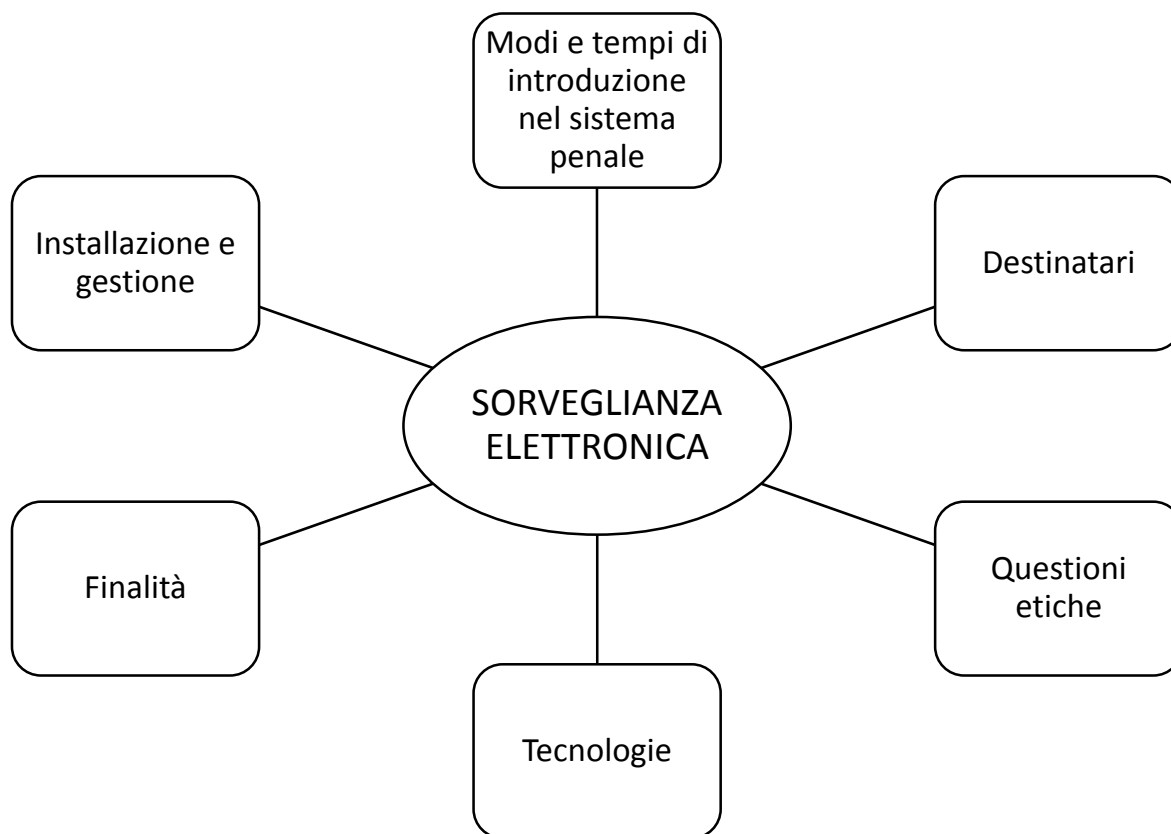 Modi e tempi di
introduzione
nel sistema
penale
Installazione e
gestione
Destinatari
SORVEGLIANZA
ELETTRONICA
Finalità
Questioni
etiche
Tecnologie